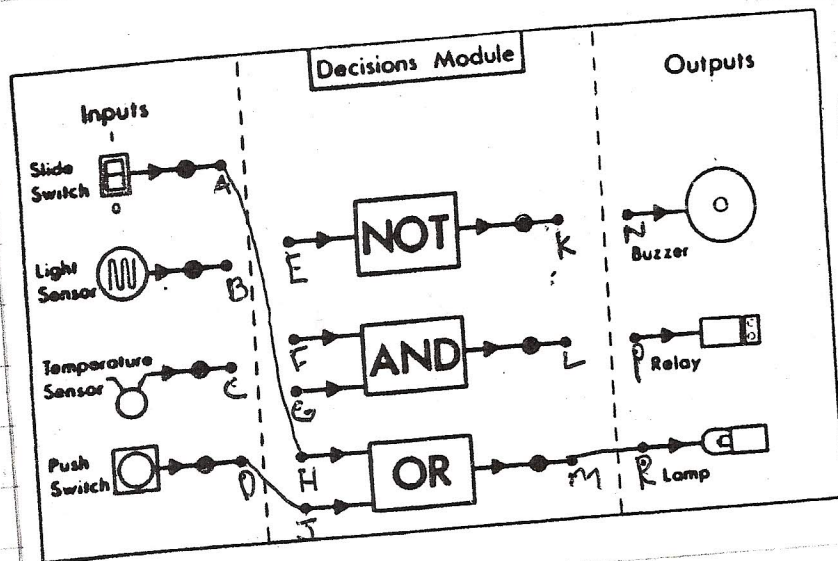 Decisions Module
Inputs
Outputs
1
Slide
Switch
0
A
Light
Sensor
B
Temperature
Sensor
C
Push
Switch
D
E
NOT
K
F
G
AND
L
H
J
OR
M
N
Buzzer
P
Relay
R
Lamp